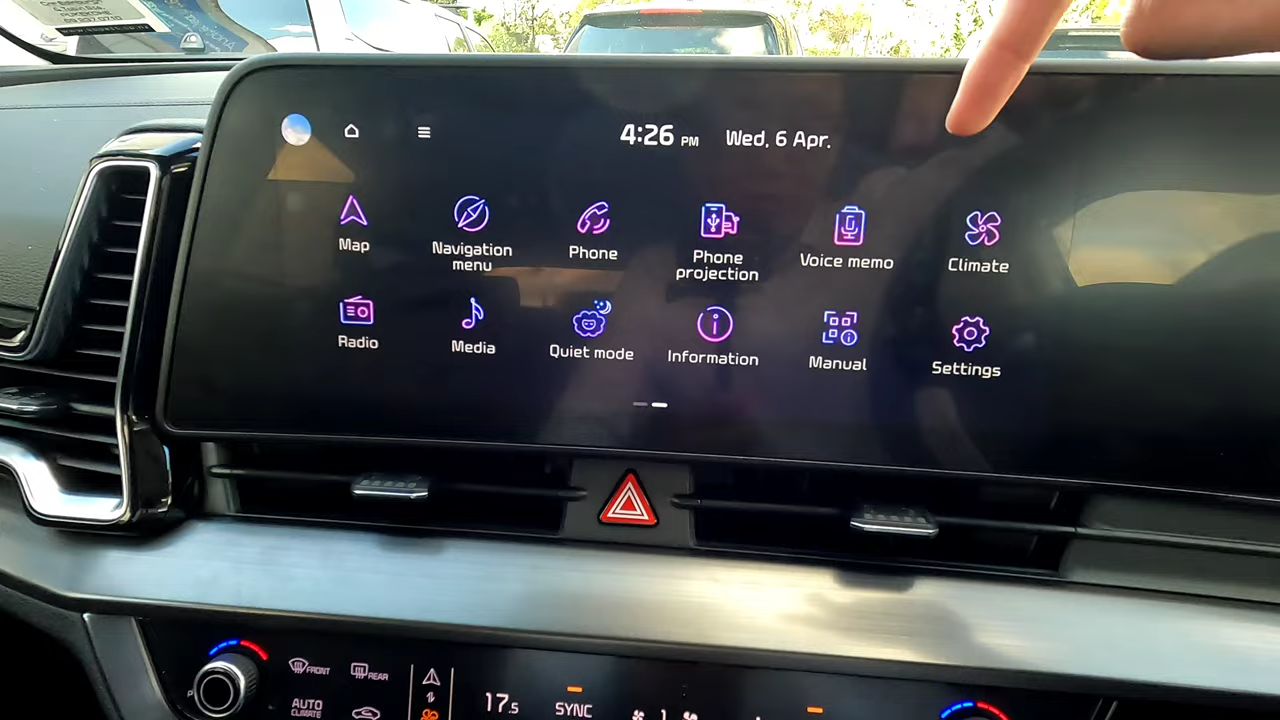 4:26 PM Wed, 6 Apr.
Map
Navigation
menu
Phone
Phone
projection
Voice memo
Climate
Radio
Media
Quiet mode
Information
Manual
Settings
FRONT
REAR
AUTO
CLIMATE
17.5
SYNC
1